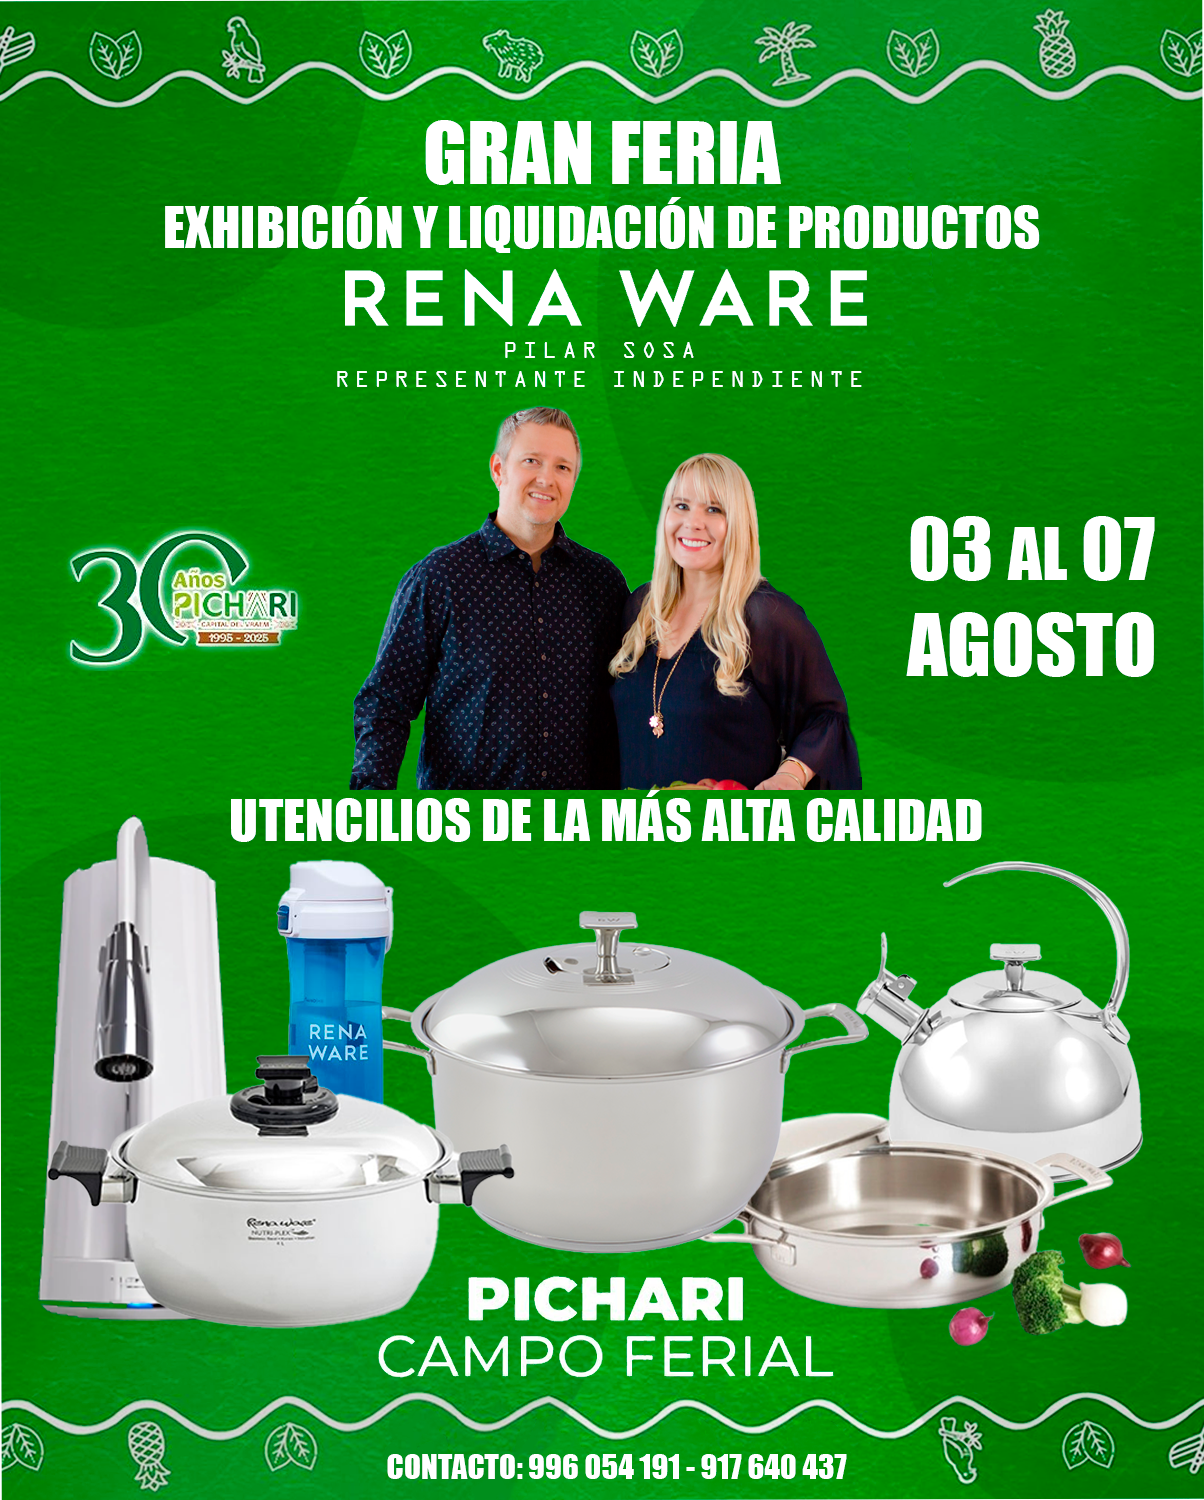 GRAN FERIA
EXHIBICIÓN Y LIQUIDACIÓN DE PRODUCTOS
RENA WARE
PILAR SOSA
REPRESENTANTE INDEPENDIENTE
30 Años
PICHARI
CAPITAL DEL VRAEM
1995 - 2025
03 AL 07
AGOSTO
UTENCILIOS DE LA MÁS ALTA CALIDAD
RENA
WARE
RW
Rena Ware
NUTRI-PLEX
4 L
PICHARI
CAMPO FERIAL
CONTACTO: 996 054 191 - 917 640 437